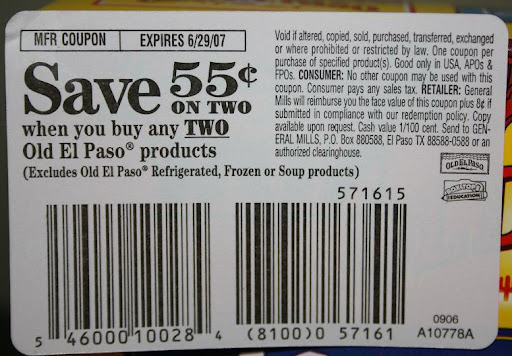 MFR COUPON EXPIRES 6/29/07
Save 55¢
ON TWO
when you buy any TWO
Old El Paso® products
(Excludes Old El Paso® Refrigerated, Frozen or Soup products)
Void if altered, copied, sold, purchased, transferred, exchanged
or where prohibited or restricted by law. One coupon per
purchase of specified product(s). Good only in USA, APOs &
FPOs. CONSUMER: No other coupon may be used with this
coupon. Consumer pays any sales tax. RETAILER: General
Mills will reimburse you the face value of this coupon plus 8¢ if
submitted in compliance with our redemption policy. Copy
available upon request. Cash value 1/100 cent. Send to GEN-
ERAL MILLS, P.O. Box 880588, El Paso TX 88588-0588 or an
authorized clearinghouse.
OLD EL PASO
BOX TOPS
EDUCATION
571615
5 46000 10028 4 (8100)0 57161
0906
A10778A